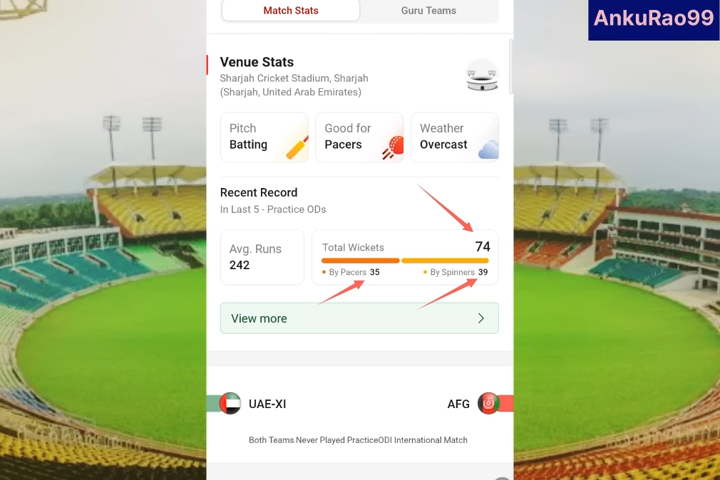 AnkuRao99
Match Stats
Guru Teams
Venue Stats
Sharjah Cricket Stadium, Sharjah
(Sharjah, United Arab Emirates)
Pitch
Batting
Good for
Pacers
Weather
Overcast
Recent Record
In Last 5 - Practice ODs
Avg. Runs
242
Total Wickets 74
By Pacers 35
By Spinners 39
View more
UAE-XI
AFG
Both Teams Never Played PracticeODI International Match